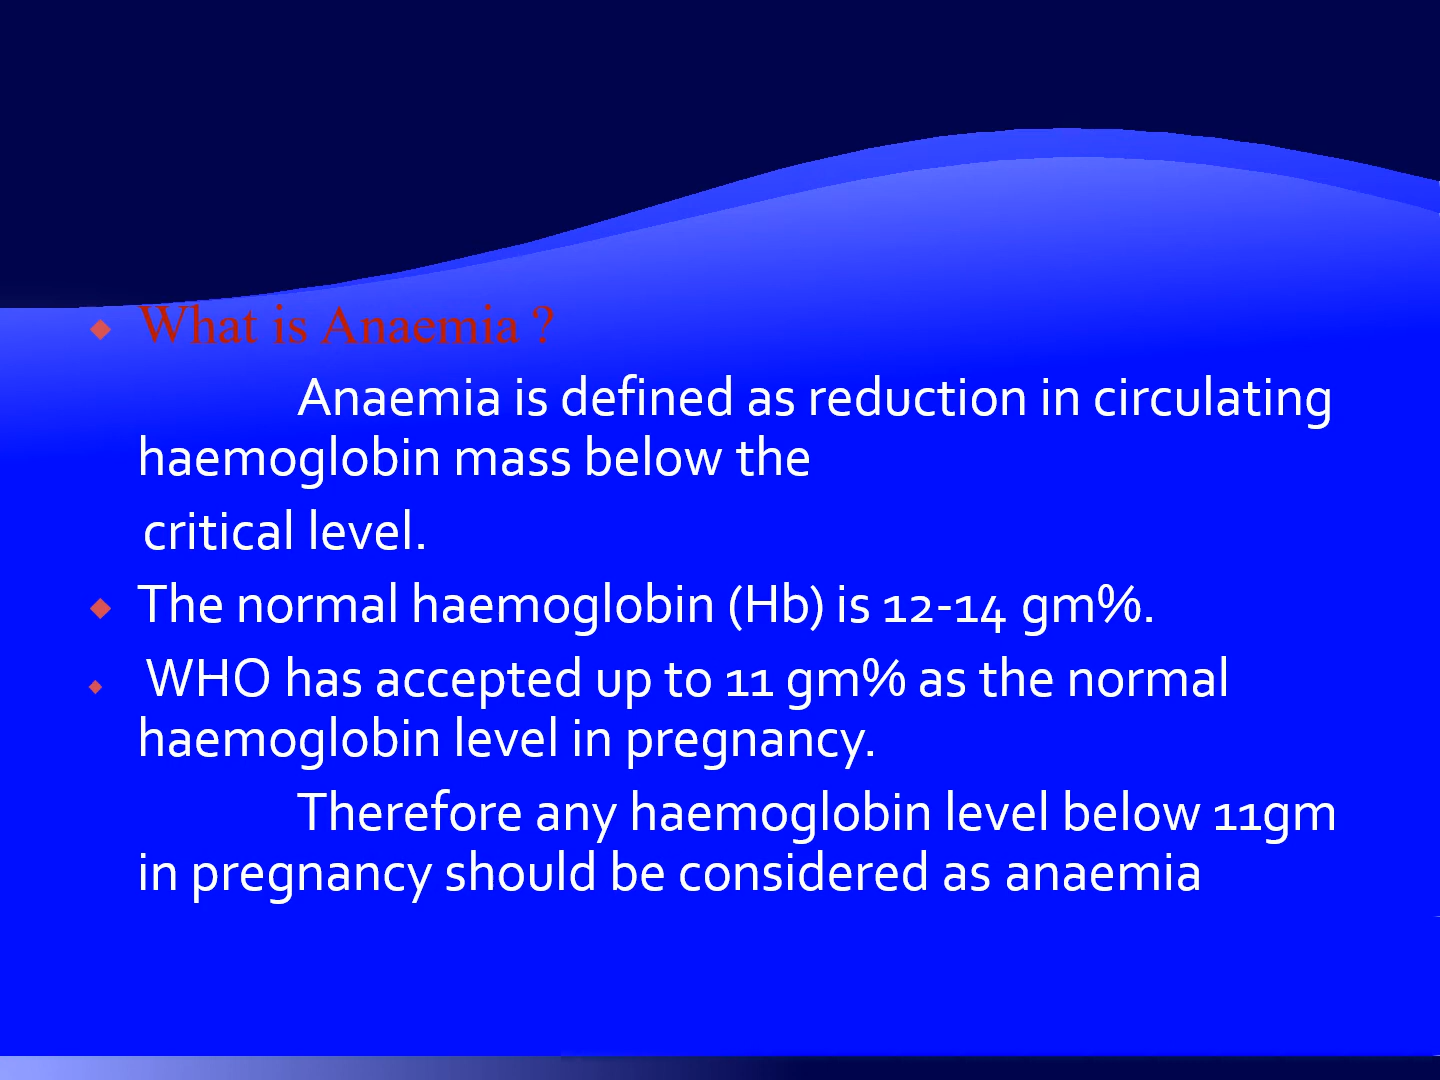 What is Anaemia ?
Anaemia is defined as reduction in circulating
haemoglobin mass below the
critical level.
The normal haemoglobin (Hb) is 12-14 gm%.
WHO has accepted up to 11 gm% as the normal
haemoglobin level in pregnancy.
Therefore any haemoglobin level below 11gm
in pregnancy should be considered as anaemia